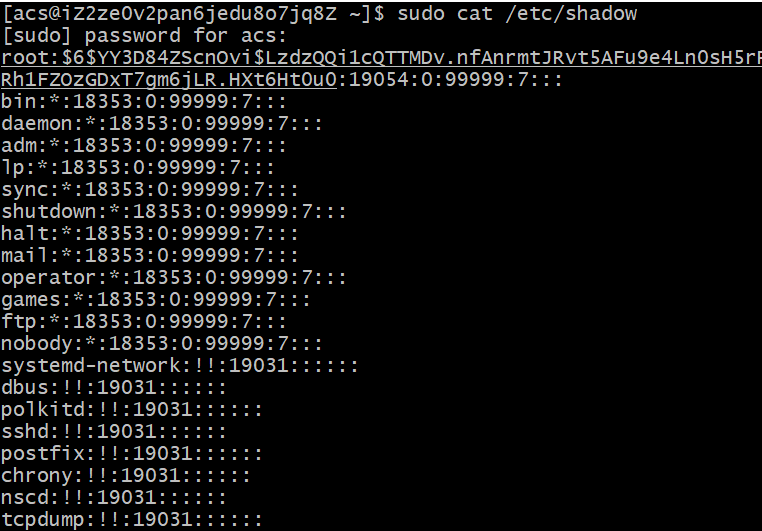 [acs@iZ2ze0v2pan6jedu8o7jq8Z ~]$ sudo cat /etc/shadow
[sudo] password for acs:
root:$6$YY3D84ZScnOvi$LzdzQQi1cQTTMDv.nfAnrmtJRvt5AFu9e4Ln0sH5rF
Rh1FZOzGDxT7gm6jLR.HXt6Ht0u0:19054:0:99999:7:::
bin:*:18353:0:99999:7:::
daemon:*:18353:0:99999:7:::
adm:*:18353:0:99999:7:::
lp:*:18353:0:99999:7:::
sync:*:18353:0:99999:7:::
shutdown:*:18353:0:99999:7:::
halt:*:18353:0:99999:7:::
mail:*:18353:0:99999:7:::
operator:*:18353:0:99999:7:::
games:*:18353:0:99999:7:::
ftp:*:18353:0:99999:7:::
nobody:*:18353:0:99999:7:::
systemd-network:!!:19031::::::
dbus:!!:19031::::::
polkitd:!!:19031::::::
sshd:!!:19031::::::
postfix:!!:19031::::::
chrony:!!:19031::::::
nscd:!!:19031::::::
tcpdump:!!:19031::::::